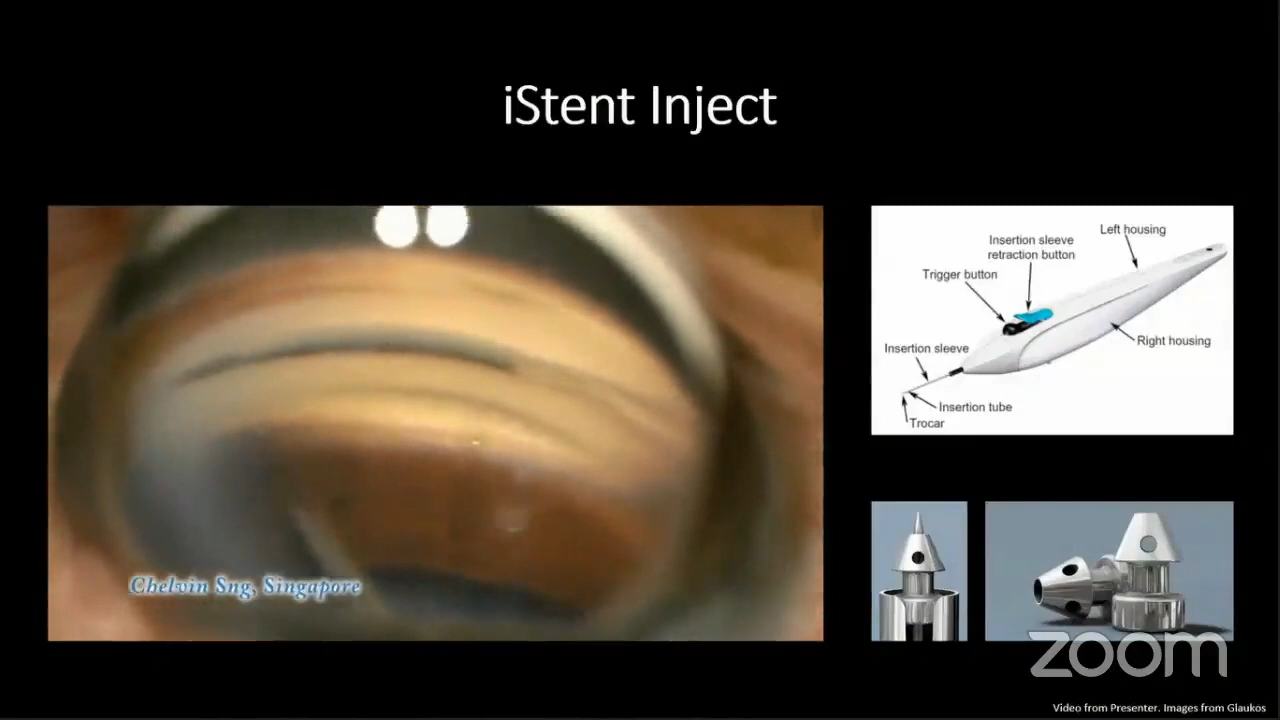 iStent Inject
Chelvin Sng, Singapore
Left housing
Insertion sleeve
retraction button
Trigger button
Right housing
Insertion sleeve
Insertion tube
Trocar
zoom
Video from Presenter. Images from Glaukos